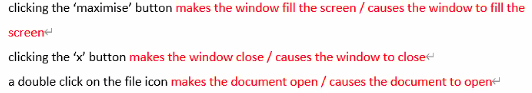 clicking the ‘maximise’ button makes the window fill the screen / causes the window to fill the
screen↵
clicking the ‘x’ button makes the window close / causes the window to close↵
a double click on the file icon makes the document open / causes the document to open↵